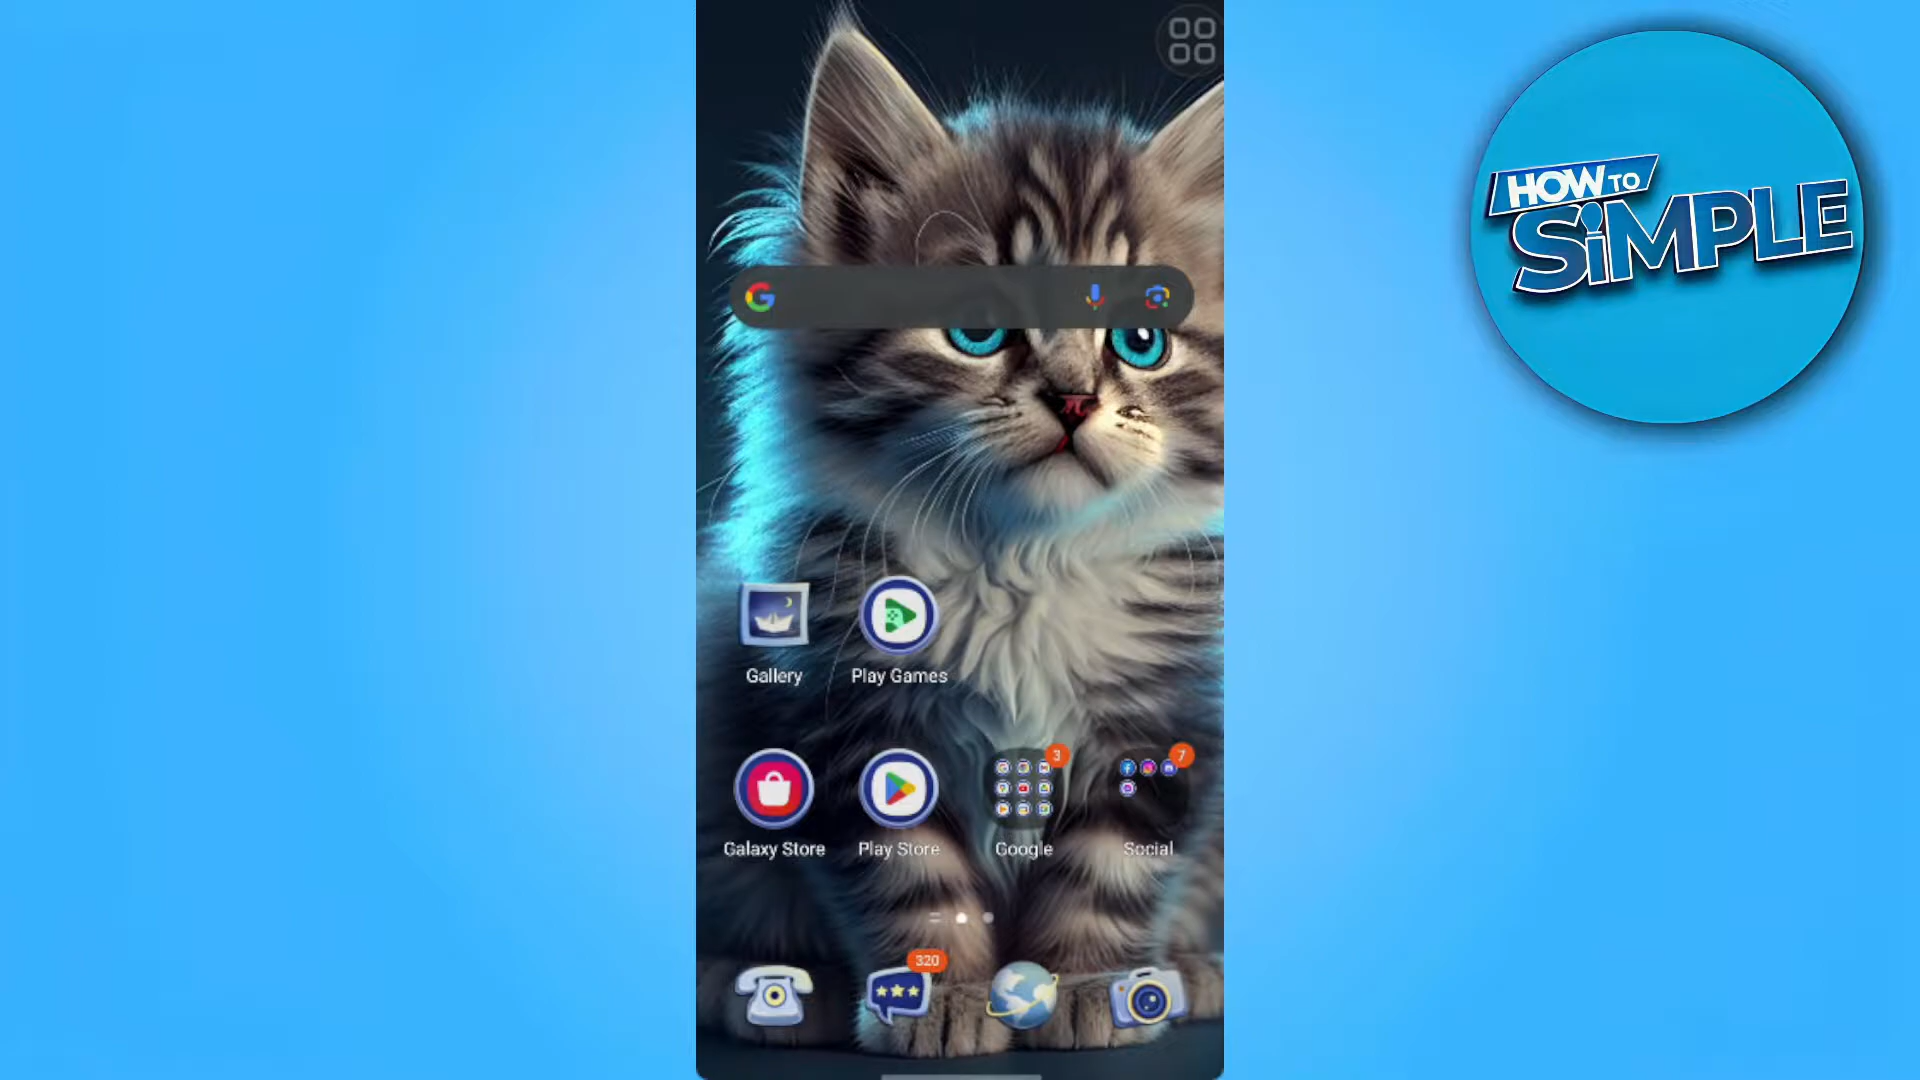 HOW TO
SiMPLE
Gallery
Play Games
3
7
Galaxy Store
Play Store
Google
Social
320